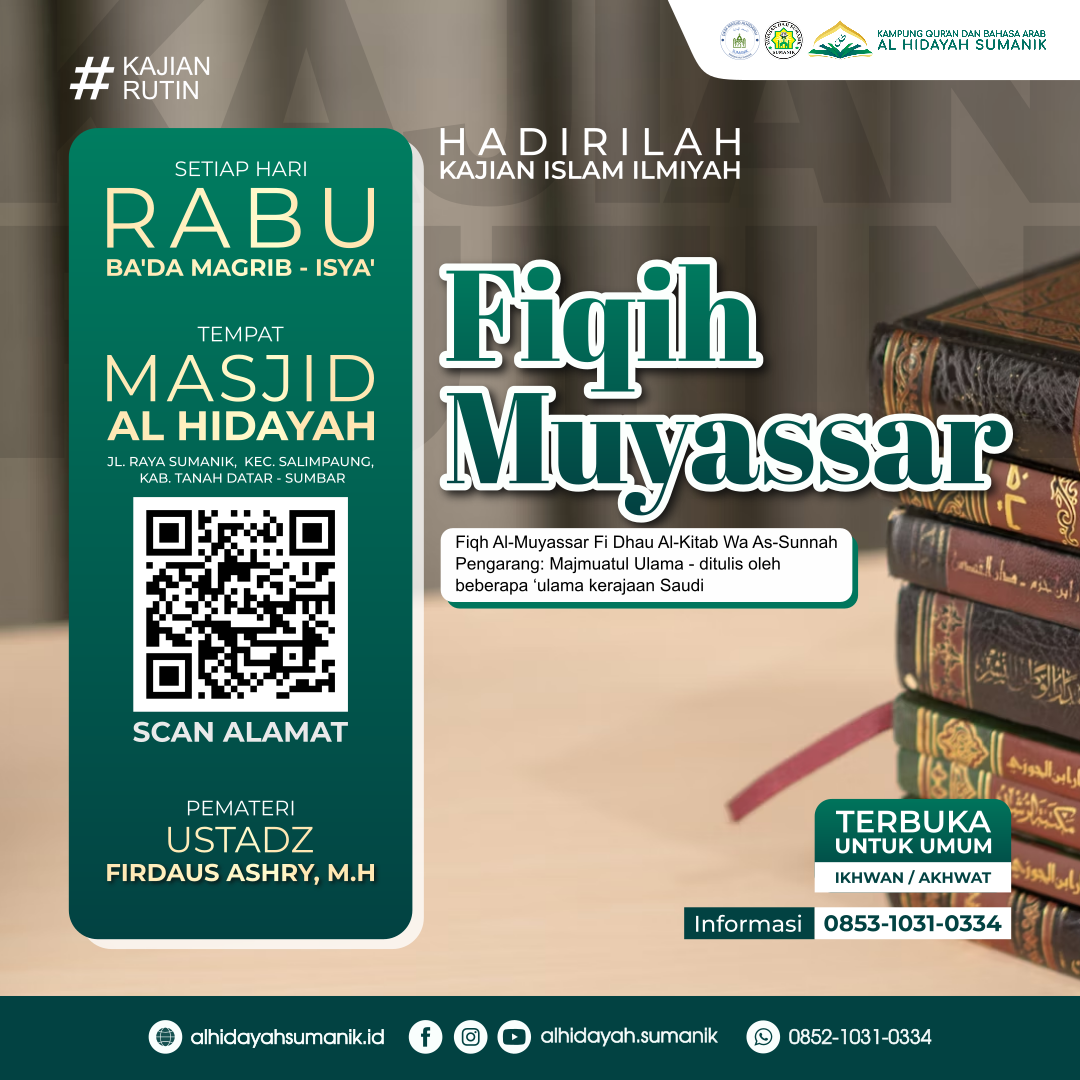 KAMPUNG QUR'AN DAN BAHASA ARAB
AL HIDAYAH SUMANIK
# KAJIAN
RUTIN
SETIAP HARI
RABU
BA'DA MAGRIB - ISYA'
TEMPAT
MASJID
AL HIDAYAH
JL. RAYA SUMANIK, KEC. SALIMPAUNG,
KAB. TANAH DATAR - SUMBAR
SCAN ALAMAT
PEMATERI
USTADZ
FIRDAUS ASHRY, M.H
HADIRILAH
KAJIAN ISLAM ILMIYAH
Fiqih
Muyassar
Fiqh Al-Muyassar Fi Dhau Al-Kitab Wa As-Sunnah
Pengarang: Majmuatul Ulama - ditulis oleh
beberapa ‘ulama kerajaan Saudi
TERBUKA
UNTUK UMUM
IKHWAN / AKHWAT
Informasi 0853-1031-0334
alhidayahsumanik.id
alhidayah.sumanik
0852-1031-0334
KAJIAN
RUTIN